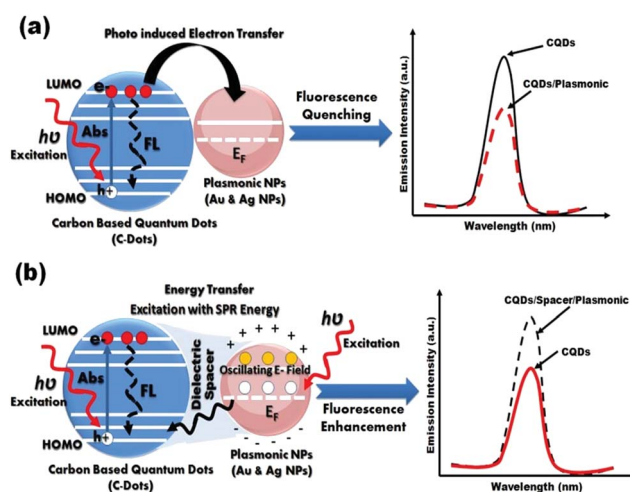 (a)
Photo induced Electron Transfer
LUMO
e-
hυ
Excitation
Abs
FL
HOMO
h+
Carbon Based Quantum Dots
(C-Dots)
E_F
Plasmonic NPs
(Au & Ag NPs)
Fluorescence
Quenching
Emission Intensity (a.u.)
CQDs
CQDs/Plasmonic
Wavelength (nm)
(b)
Energy Transfer
Excitation with SPR Energy
LUMO
e-
hυ
Excitation
Abs
FL
HOMO
h+
Carbon Based Quantum Dots
(C-Dots)
Dielectric
Spacer
+ + + + + +
Oscillating E- Field
E_F
- - - - -
Plasmonic NPs
(Au & Ag NPs)
hυ
Excitation
Fluorescence
Enhancement
Emission Intensity (a.u.)
CQDs/Spacer/Plasmonic
CQDs
Wavelength (nm)